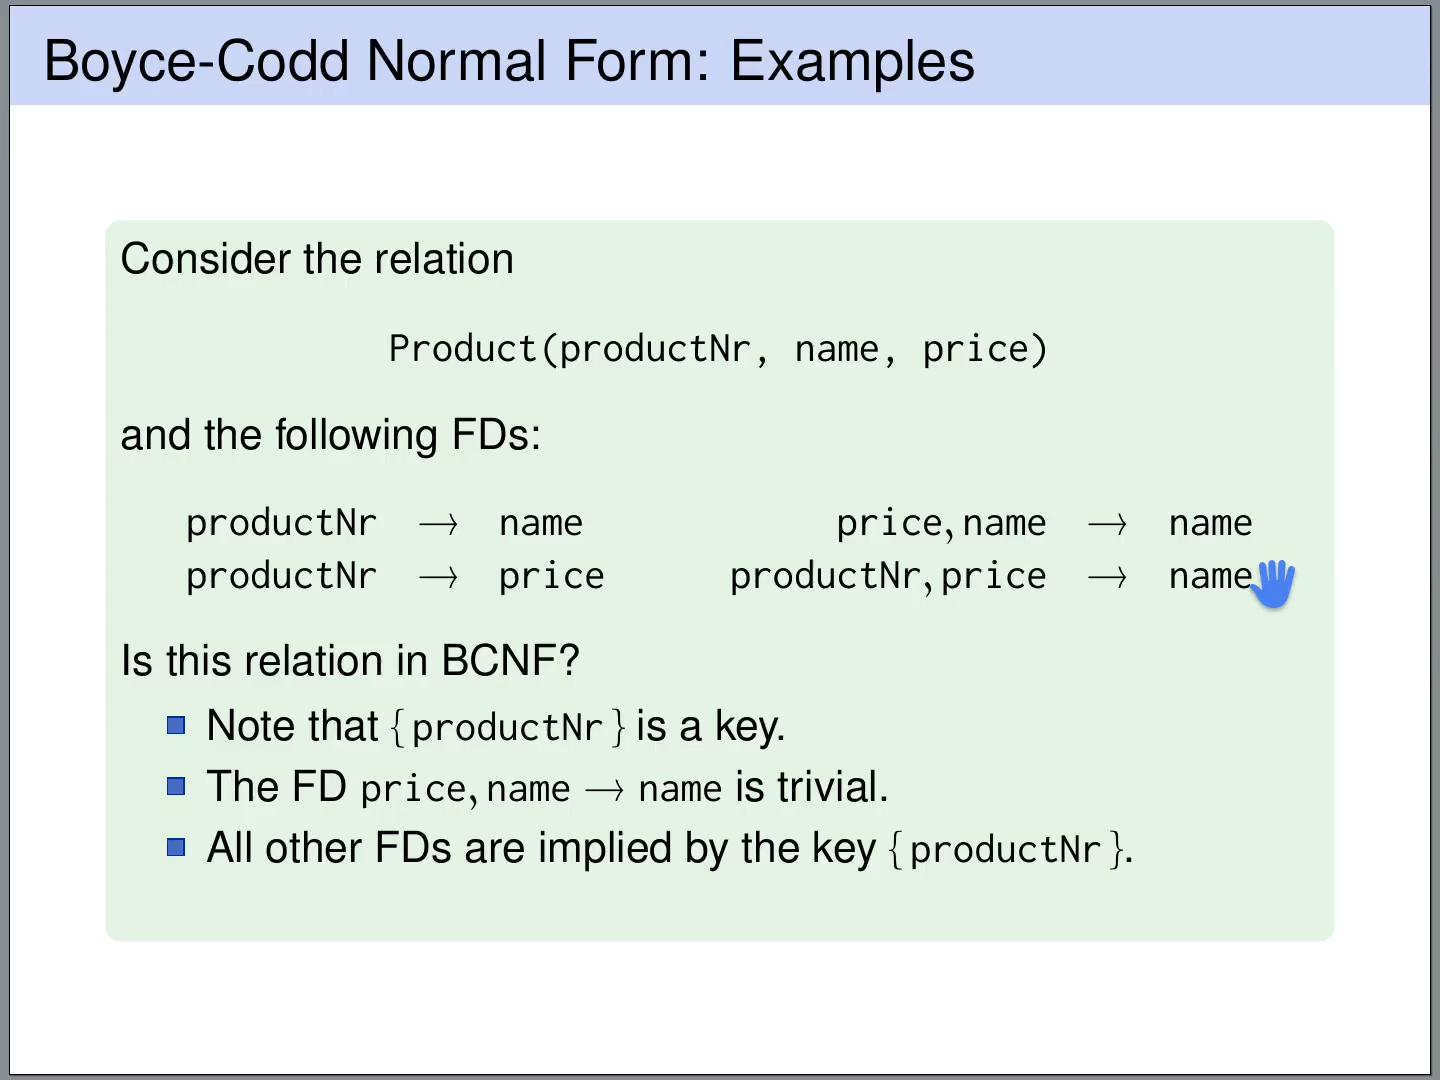 Boyce-Codd Normal Form: Examples
Consider the relation
Product(productNr, name, price)
and the following FDs:
productNr → name price,name → name
productNr → price productNr,price → name
Is this relation in BCNF?
Note that {productNr} is a key.
The FD price,name → name is trivial.
All other FDs are implied by the key {productNr}.